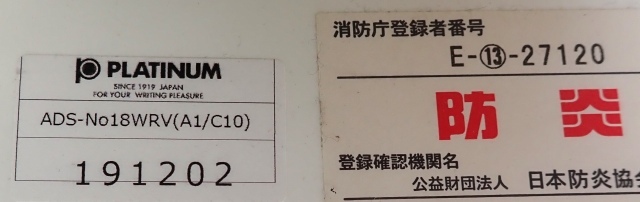 PLATINUM
SINCE 1919 JAPAN
FOR YOUR WRITING PLEASURE
ADS-No18WRV(A1/C10)
191202
消防庁登録者番号
E-⑬-27120
防炎
登録確認機関名
公益財団法人 日本防炎協会